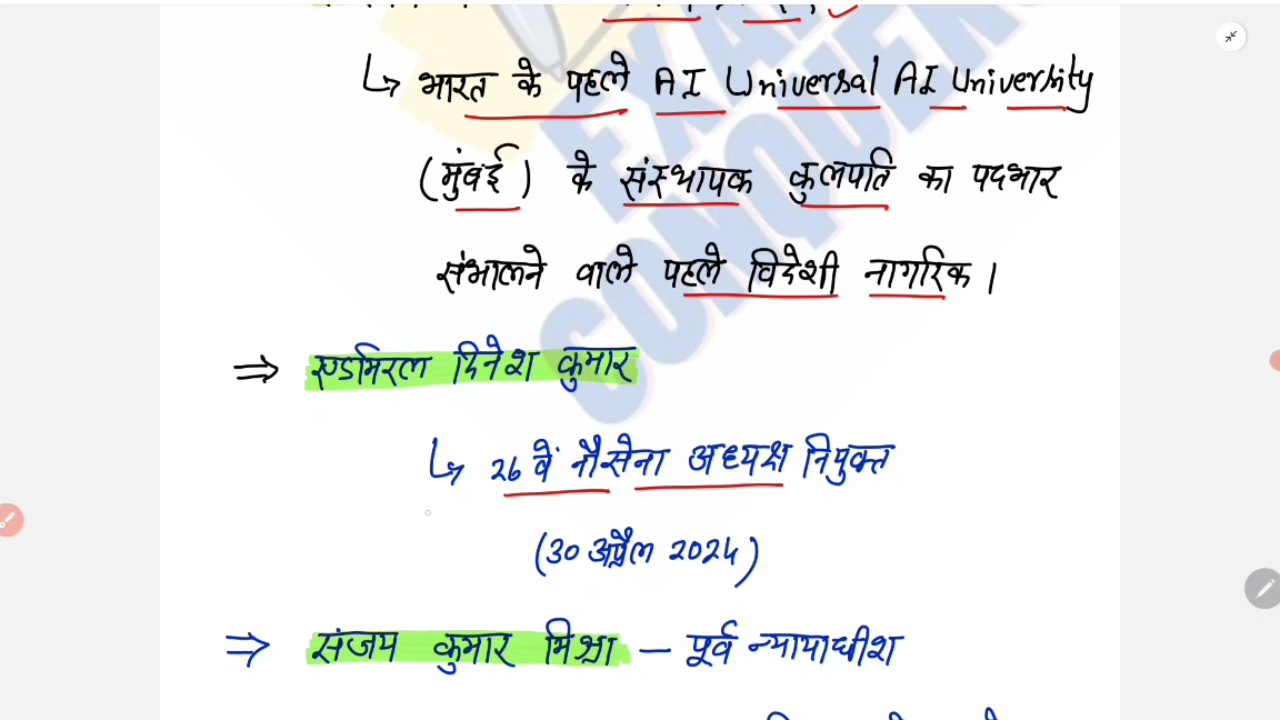 ↳ भारत के पहले AI Universal AI University
(मुंबई) के संस्थापक कुलपति का पदभार
संभालने वाले पहले विदेशी नागरिक ।
⇒ एडमिरल दिनेश कुमार
↳ 26 वें नौसेना अध्यक्ष नियुक्त
(30 अप्रैल 2024)
⇒ संजय कुमार मिश्रा – पूर्व न्यायाधीश